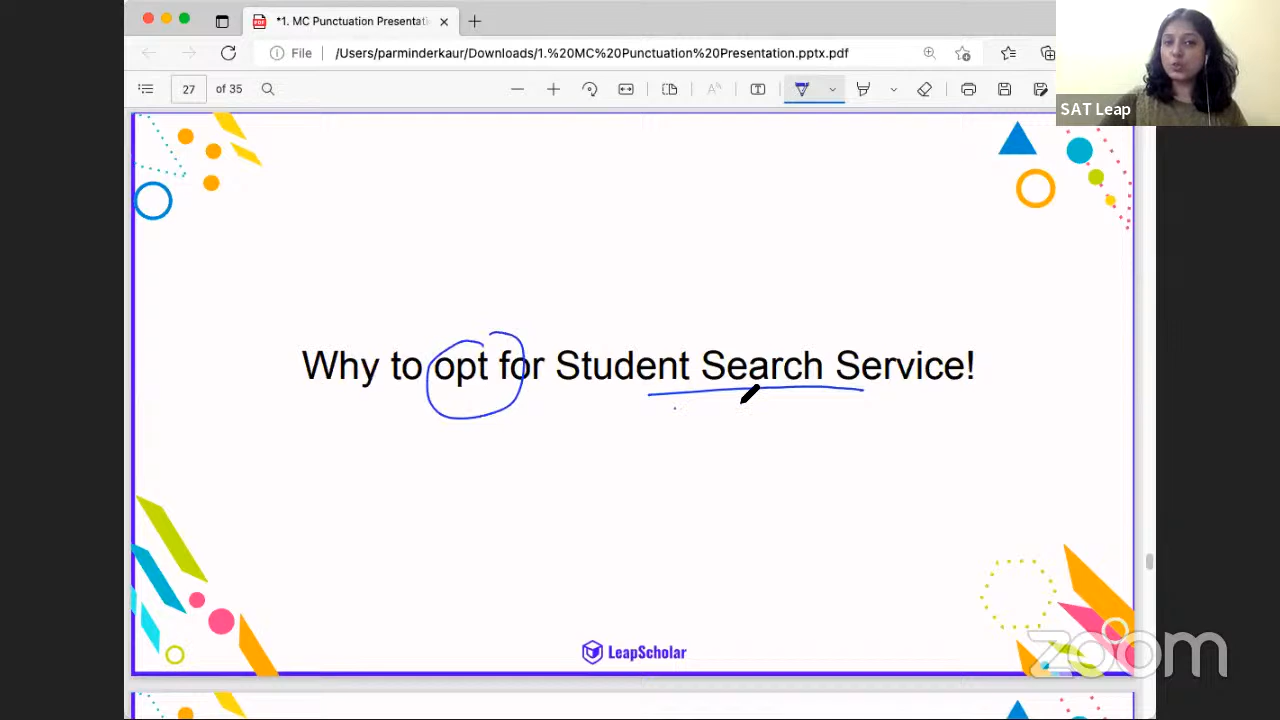 *1. MC Punctuation Presentati
File /Users/parminderkaur/Downloads/1.%20MC%20Punctuation%20Presentation.pptx.pdf
27 of 35
SAT Leap
Why to opt for Student Search Service!
LeapScholar
zoom